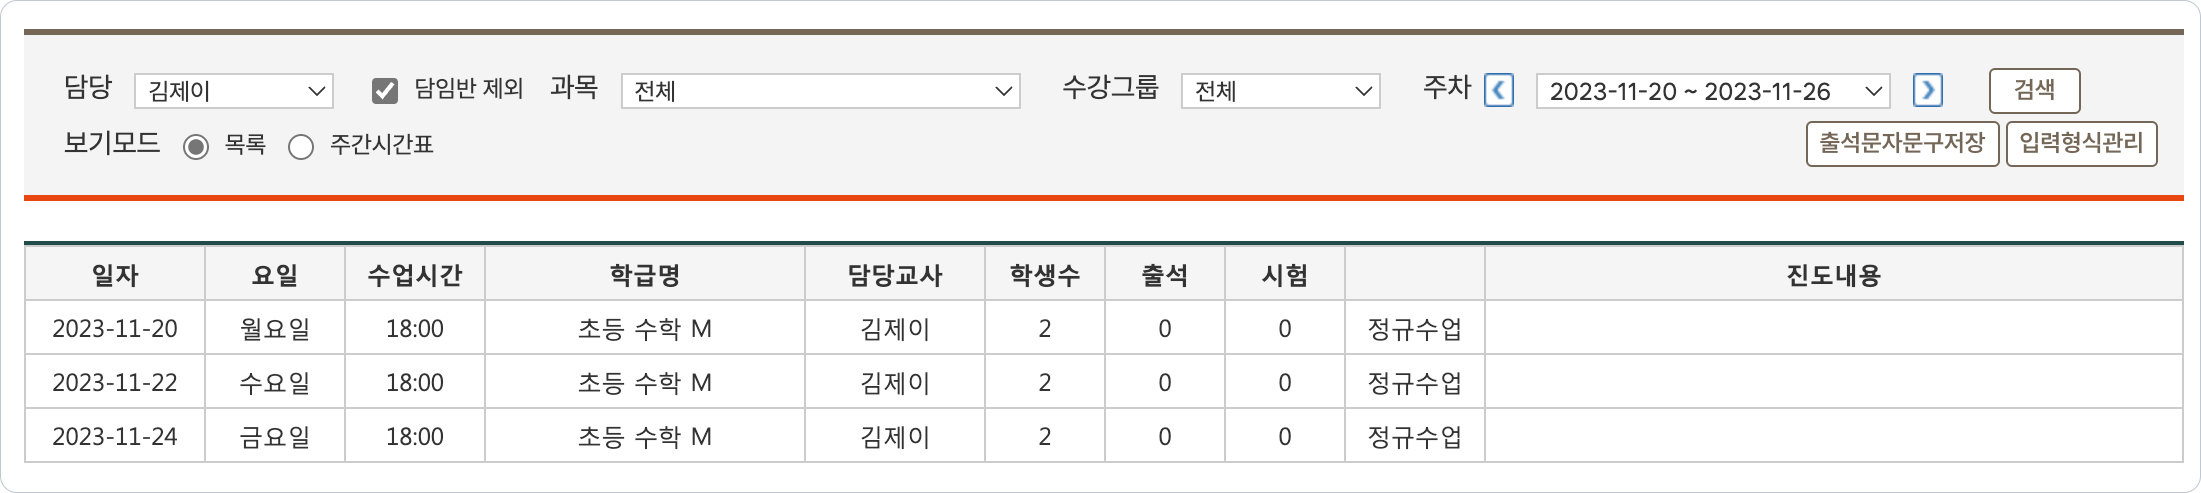 담당 김제이 담임반 제외 과목 전체 수강그룹 전체 주차 2023-11-20 ~ 2023-11-26 검색
보기모드 목록 주간시간표 출석문자문구저장 입력형식관리
일자 요일 수업시간 학급명 담당교사 학생수 출석 시험 진도내용
2023-11-20 월요일 18:00 초등 수학 M 김제이 2 0 0 정규수업
2023-11-22 수요일 18:00 초등 수학 M 김제이 2 0 0 정규수업
2023-11-24 금요일 18:00 초등 수학 M 김제이 2 0 0 정규수업